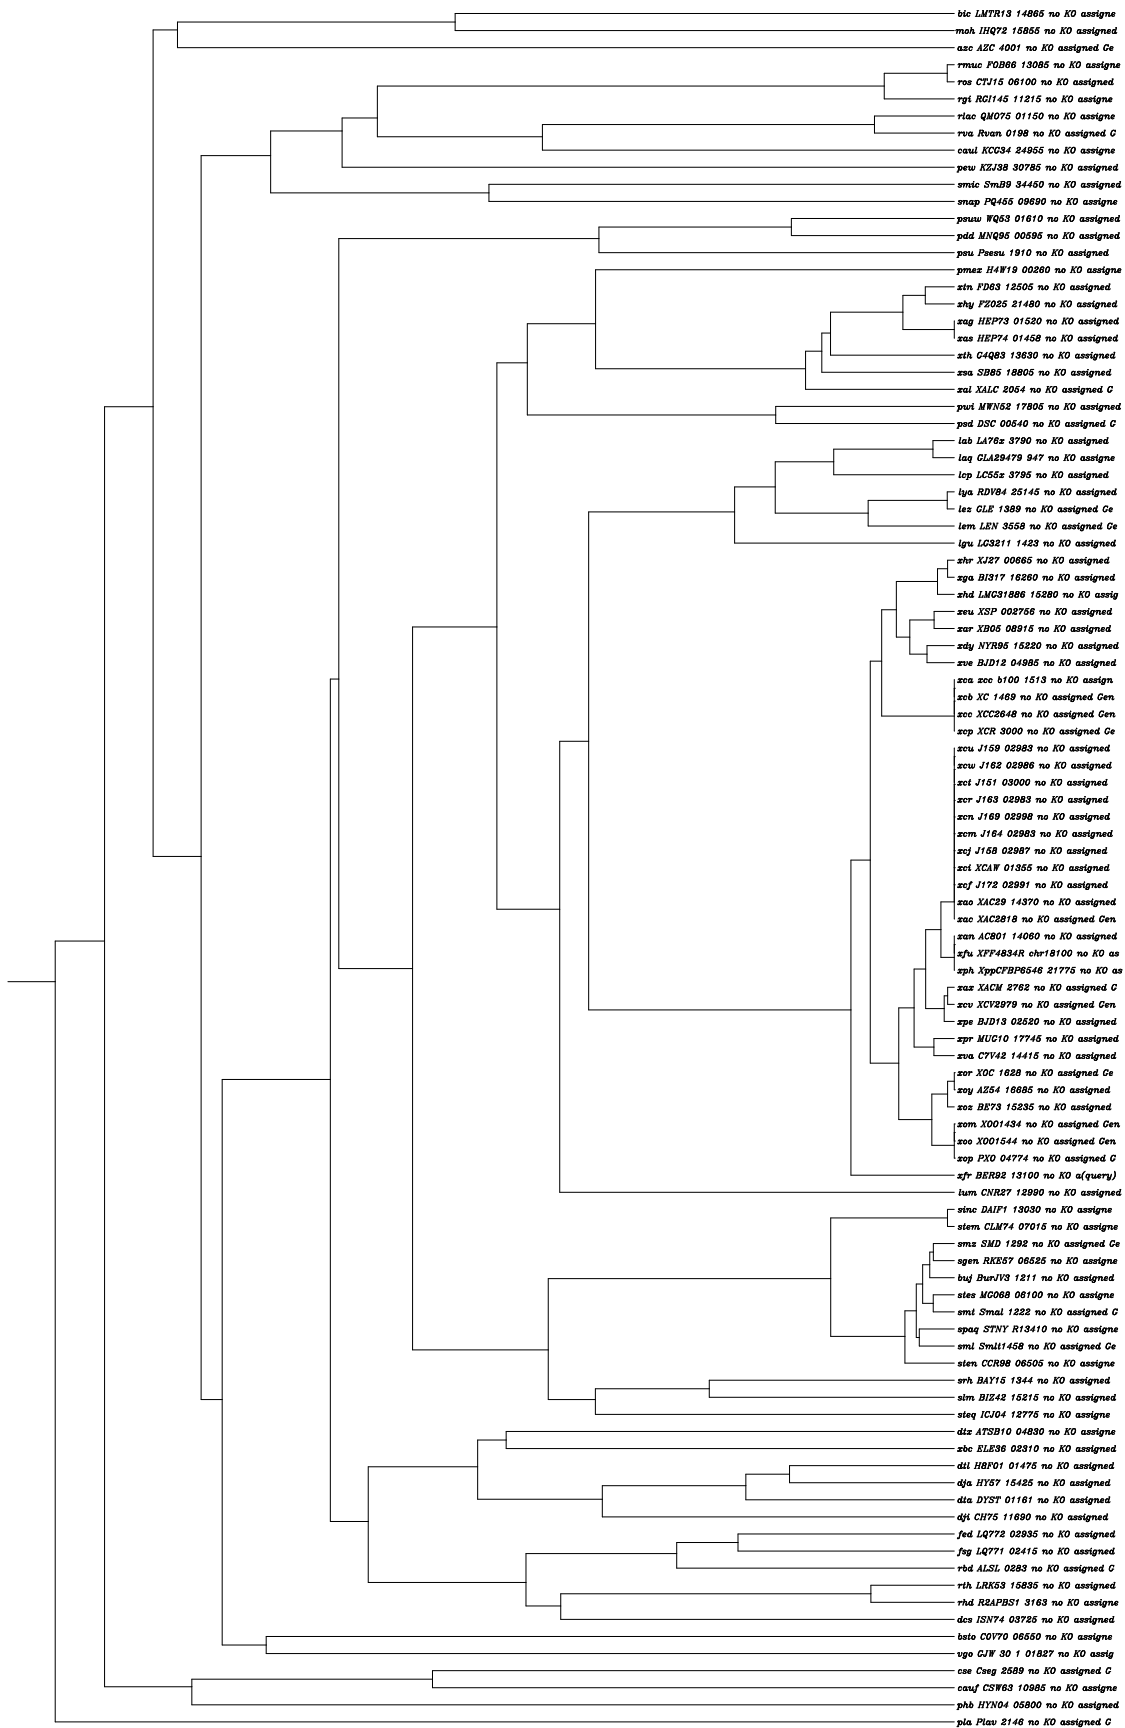 bic LMTR13 14865 no KO assigne
moh IHQ72 15855 no KO assigned
azc AZC 4001 no KO assigned Ge
rmuc FOB66 13085 no KO assigne
ros CTJ15 06100 no KO assigned
rgi RGI145 11215 no KO assigne
rlac QMO75 01150 no KO assigne
rva Rvan 0198 no KO assigned G
caul KCG34 24955 no KO assigne
pew KZJ38 30785 no KO assigned
smic SmB9 34450 no KO assigned
snap PQ455 09690 no KO assigne
psuw WQ53 01610 no KO assigned
pdd MNQ95 00595 no KO assigned
psu Psesu 1910 no KO assigned
pmex H4W19 00260 no KO assigne
xtn FD63 12505 no KO assigned
xhy FZ025 21480 no KO assigned
xag HEP73 01520 no KO assigned
xas HEP74 01458 no KO assigned
xth G4Q83 13630 no KO assigned
xsa SB85 18805 no KO assigned
xal XALC 2054 no KO assigned G
pwi MWN52 17805 no KO assigned
psd DSC 00540 no KO assigned G
lab LA76x 3790 no KO assigned
laq GLA29479 947 no KO assigne
lcp LC55x 3795 no KO assigned
lya RDV84 25145 no KO assigned
lez GLE 1389 no KO assigned Ge
lem LEN 3558 no KO assigned Ge
lgu LG3211 1423 no KO assigned
xhr XJ27 00665 no KO assigned
xga BI317 16260 no KO assigned
xhd LMG31886 15280 no KO assig
xeu XSP 002756 no KO assigned
xar XB05 08915 no KO assigned
xdy NYR95 15220 no KO assigned
xve BJD12 04985 no KO assigned
xca xcc b100 1513 no KO assign
xcb XC 1469 no KO assigned Gen
xcc XCC2648 no KO assigned Gen
xcp XCR 3000 no KO assigned Ge
xcu J159 02983 no KO assigned
xcw J162 02986 no KO assigned
xct J151 03000 no KO assigned
xcr J163 02983 no KO assigned
xcn J169 02998 no KO assigned
xcm J164 02983 no KO assigned
xcj J158 02987 no KO assigned
xci XCAW 01355 no KO assigned
xcf J172 02991 no KO assigned
xao XAC29 14370 no KO assigned
xac XAC2818 no KO assigned Gen
xan AC801 14060 no KO assigned
xfu XFF4834R chr18100 no KO as
xph XppCFBP6546 21775 no KO as
xax XACM 2762 no KO assigned G
xcv XCV2979 no KO assigned Gen
xpe BJD13 02520 no KO assigned
xpr MUG10 17745 no KO assigned
xva C7V42 14415 no KO assigned
xor XOC 1628 no KO assigned Ge
xoy AZ54 16685 no KO assigned
xoz BE73 15235 no KO assigned
xom XOO1434 no KO assigned Gen
xoo XOO1544 no KO assigned Gen
xop PXO 04774 no KO assigned G
xfr BER92 13100 no KO a(query)
lum CNR27 12990 no KO assigned
sinc DAIF1 13030 no KO assigne
stem CLM74 07015 no KO assigne
smz SMD 1292 no KO assigned Ge
sgen RKE57 06525 no KO assigne
buj BurJV3 1211 no KO assigned
stes MG068 06100 no KO assigne
smt Smal 1222 no KO assigned G
spaq STNY R13410 no KO assigne
sml Smlt1458 no KO assigned Ge
sten CCR98 06505 no KO assigne
srh BAY15 1344 no KO assigned
slm BIZ42 15215 no KO assigned
steq ICJ04 12775 no KO assigne
dtx ATSB10 04830 no KO assigne
xbc ELE36 02310 no KO assigned
dil H8F01 01475 no KO assigned
dja HY57 15425 no KO assigned
dta DYST 01161 no KO assigned
dji CH75 11690 no KO assigned
fed LQ772 02935 no KO assigned
fsg LQ771 02415 no KO assigned
rbd ALSL 0283 no KO assigned G
rth LRK53 15835 no KO assigned
rhd R2APBS1 3163 no KO assigne
dcs ISN74 03725 no KO assigned
bsto C0V70 06550 no KO assigne
vgo GJW 30 1 01827 no KO assig
cse Cseg 2589 no KO assigned G
cauf CSW63 10985 no KO assigne
phb HYN04 05800 no KO assigned
pla Plav 2146 no KO assigned G